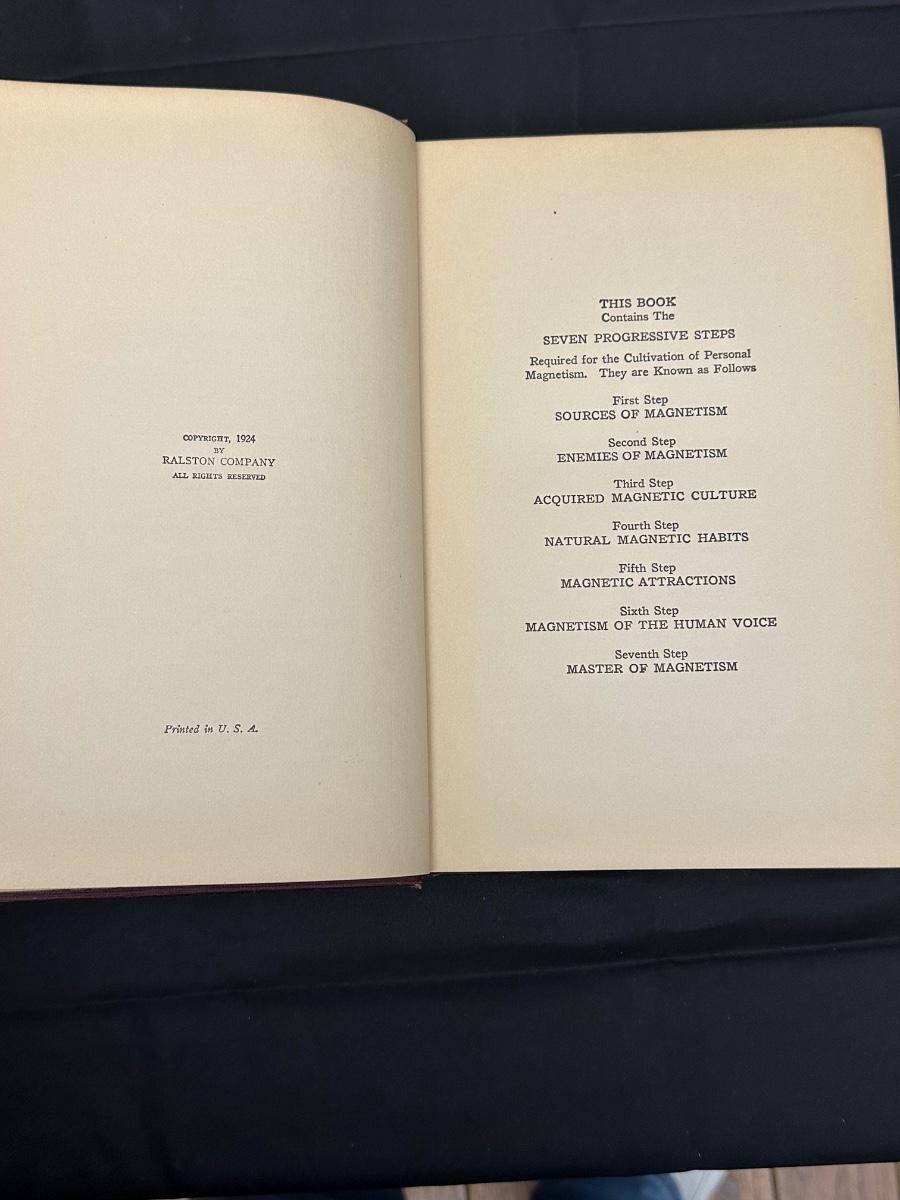 COPYRIGHT, 1924
BY
RALSTON COMPANY
ALL RIGHTS RESERVED
Printed in U. S. A.
THIS BOOK
Contains The
SEVEN PROGRESSIVE STEPS
Required for the Cultivation of Personal
Magnetism. They are Known as Follows
First Step
SOURCES OF MAGNETISM
Second Step
ENEMIES OF MAGNETISM
Third Step
ACQUIRED MAGNETIC CULTURE
Fourth Step
NATURAL MAGNETIC HABITS
Fifth Step
MAGNETIC ATTRACTIONS
Sixth Step
MAGNETISM OF THE HUMAN VOICE
Seventh Step
MASTER OF MAGNETISM